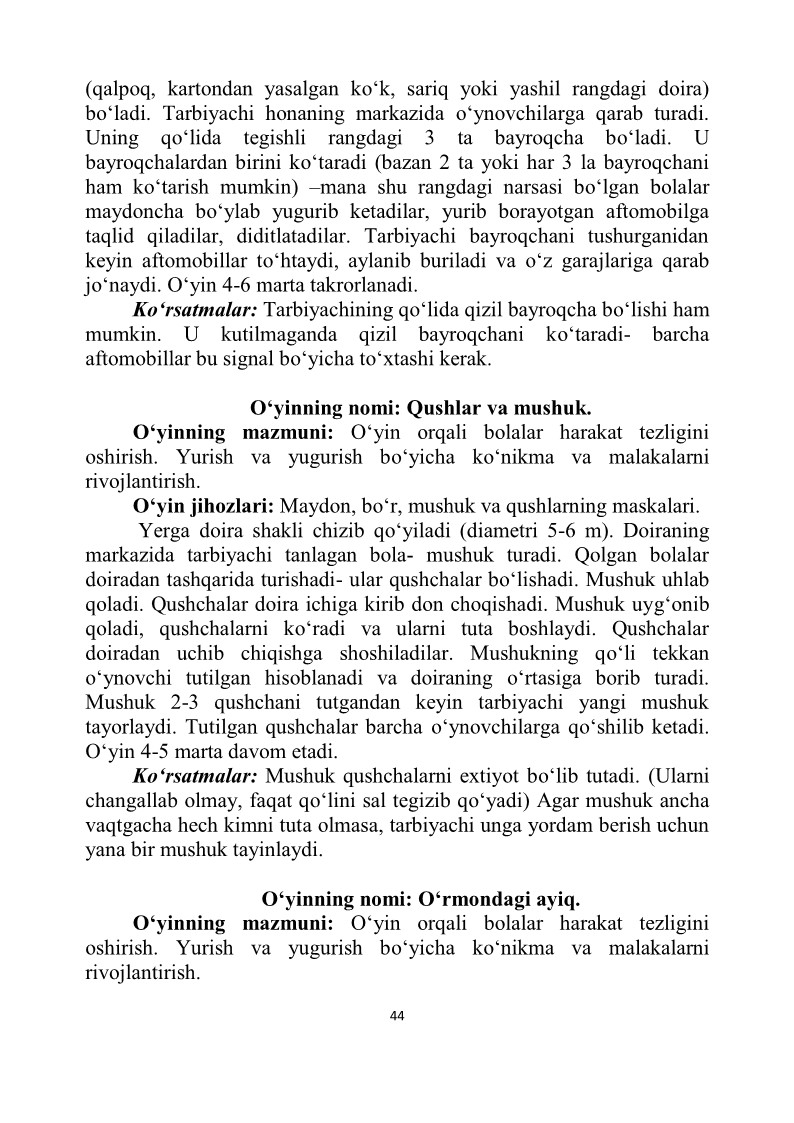 (qalpoq, kartondan yasalgan ko‘k, sariq yoki yashil rangdagi doira)
bo‘ladi. Tarbiyachi honaning markazida o‘ynovchilarga qarab turadi.
Uning qo‘lida tegishli rangdagi 3 ta bayroqcha bo‘ladi. U
bayroqchalardan birini ko‘taradi (bazan 2 ta yoki har 3 la bayroqchani
ham ko‘tarish mumkin) –mana shu rangdagi narsasi bo‘lgan bolalar
maydoncha bo‘ylab yugurib ketadilar, yurib borayotgan aftomobilga
taqlid qiladilar, diditlatadilar. Tarbiyachi bayroqchani tushurganidan
keyin aftomobillar to‘htaydi, aylanib buriladi va o‘z garajlariga qarab
jo‘naydi. O‘yin 4-6 marta takrorlanadi.
Ko‘rsatmalar: Tarbiyachining qo‘lida qizil bayroqcha bo‘lishi ham
mumkin. U kutilmaganda qizil bayroqchani ko‘taradi- barcha
aftomobillar bu signal bo‘yicha to‘xtashi kerak.
O‘yinning nomi: Qushlar va mushuk.
O‘yinning mazmuni: O‘yin orqali bolalar harakat tezligini
oshirish. Yurish va yugurish bo‘yicha ko‘nikma va malakalarni
rivojlantirish.
O‘yin jihozlari: Maydon, bo‘r, mushuk va qushlarning maskalari.
Yerga doira shakli chizib qo‘yiladi (diametri 5-6 m). Doiraning
markazida tarbiyachi tanlagan bola- mushuk turadi. Qolgan bolalar
doiradan tashqarida turishadi- ular qushchalar bo‘lishadi. Mushuk uhlab
qoladi. Qushchalar doira ichiga kirib don choqishadi. Mushuk uyg‘onib
qoladi, qushchalarni ko‘radi va ularni tuta boshlaydi. Qushchalar
doiradan uchib chiqishga shoshiladilar. Mushukning qo‘li tekkan
o‘ynovchi tutilgan hisoblanadi va doiraning o‘rtasiga borib turadi.
Mushuk 2-3 qushchani tutgandan keyin tarbiyachi yangi mushuk
tayorlaydi. Tutilgan qushchalar barcha o‘ynovchilarga qo‘shilib ketadi.
O‘yin 4-5 marta davom etadi.
Ko‘rsatmalar: Mushuk qushchalarni extiyot bo‘lib tutadi. (Ularni
changallab olmay, faqat qo‘lini sal tegizib qo‘yadi) Agar mushuk ancha
vaqtgacha hech kimni tuta olmasa, tarbiyachi unga yordam berish uchun
yana bir mushuk tayinlaydi.
O‘yinning nomi: O‘rmondagi ayiq.
O‘yinning mazmuni: O‘yin orqali bolalar harakat tezligini
oshirish. Yurish va yugurish bo‘yicha ko‘nikma va malakalarni
rivojlantirish.
44